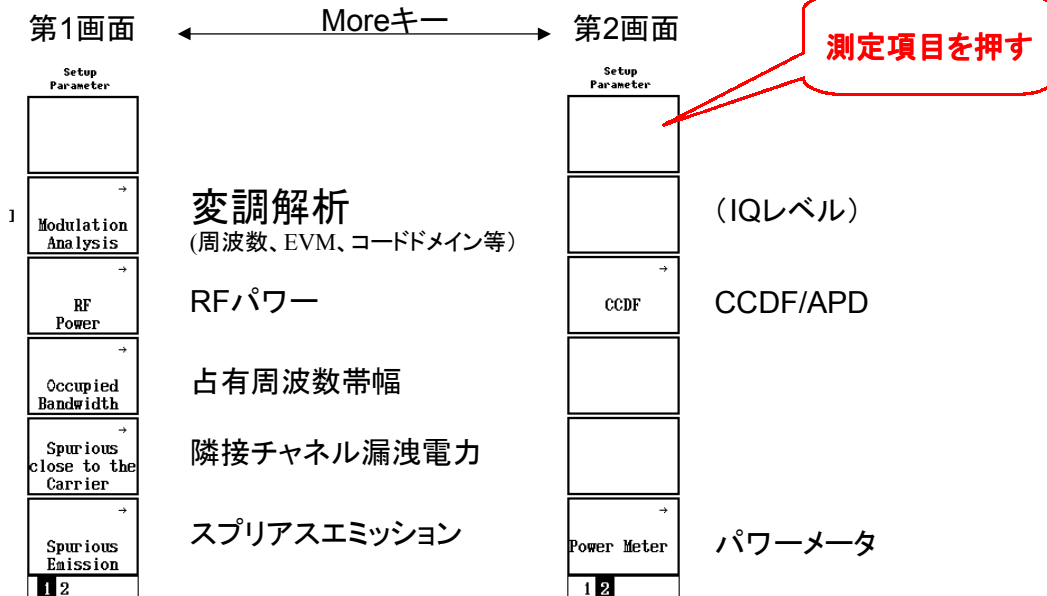 第1画面
Moreキー
第2画面
測定項目を押す
Setup
Parameter
]
→
Modulation
Analysis
変調解析
(周波数、EVM、コードドメイン等）
→
RF
Power
RFパワー
→
Occupied
Bandwidth
占有周波数帯幅
→
Spurious
close to the
Carrier
隣接チャネル漏洩電力
→
Spurious
Emission
スプリアスエミッション
1 2
Setup
Parameter
（IQレベル）
→
CCDF
CCDF/APD
→
Power Meter
パワーメータ
1 2